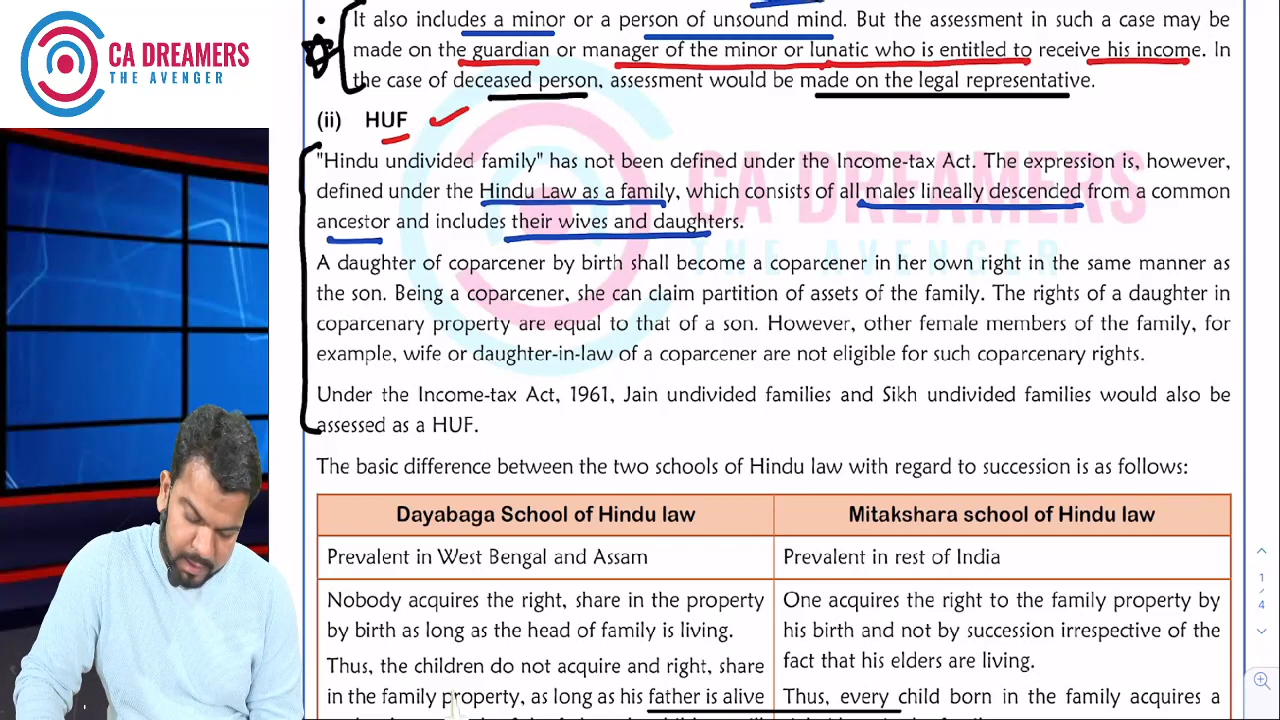 CA DREAMERS
THE AVENGER
It also includes a minor or a person of unsound mind. But the assessment in such a case may be
made on the guardian or manager of the minor or lunatic who is entitled to receive his income. In
the case of deceased person, assessment would be made on the legal representative.
(ii) HUF
"Hindu undivided family" has not been defined under the Income-tax Act. The expression is, however,
defined under the Hindu Law as a family, which consists of all males lineally descended from a common
ancestor and includes their wives and daughters.
A daughter of coparcener by birth shall become a coparcener in her own right in the same manner as
the son. Being a coparcener, she can claim partition of assets of the family. The rights of a daughter in
coparcenary property are equal to that of a son. However, other female members of the family, for
example, wife or daughter-in-law of a coparcener are not eligible for such coparcenary rights.
Under the Income-tax Act, 1961, Jain undivided families and Sikh undivided families would also be
assessed as a HUF.
The basic difference between the two schools of Hindu law with regard to succession is as follows:
Dayabaga School of Hindu law
Mitakshara school of Hindu law
Prevalent in West Bengal and Assam
Prevalent in rest of India
Nobody acquires the right, share in the property
by birth as long as the head of family is living.
Thus, the children do not acquire and right, share
in the family property, as long as his father is alive
One acquires the right to the family property by
his birth and not by succession irrespective of the
fact that his elders are living.
Thus, every child born in the family acquires a
CA DREAMERS
THE AVENGER
1
4